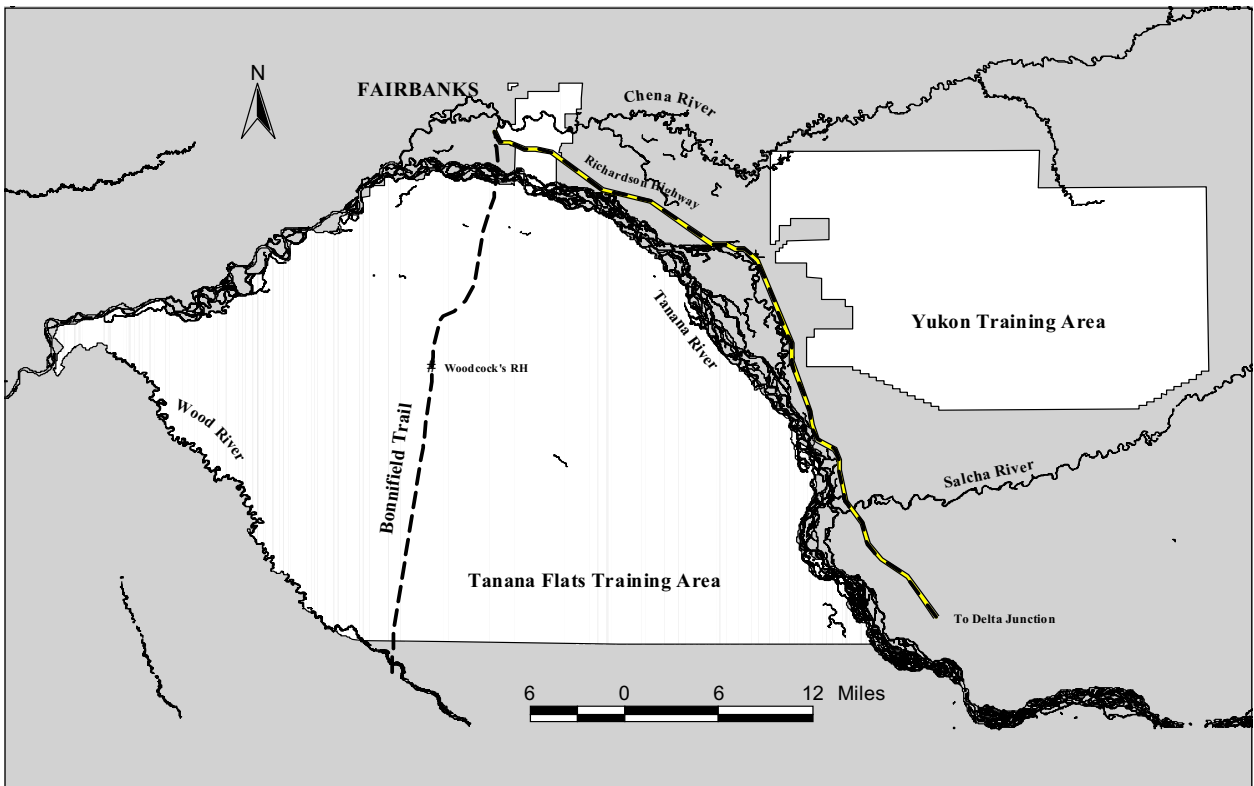 N
FAIRBANKS
Chena River
Richardson Highway
Tanana River
Yukon Training Area
Woodcock's RH
Wood River
Bonnifield Trail
Salcha River
Tanana Flats Training Area
To Delta Junction
6 0 6 12 Miles